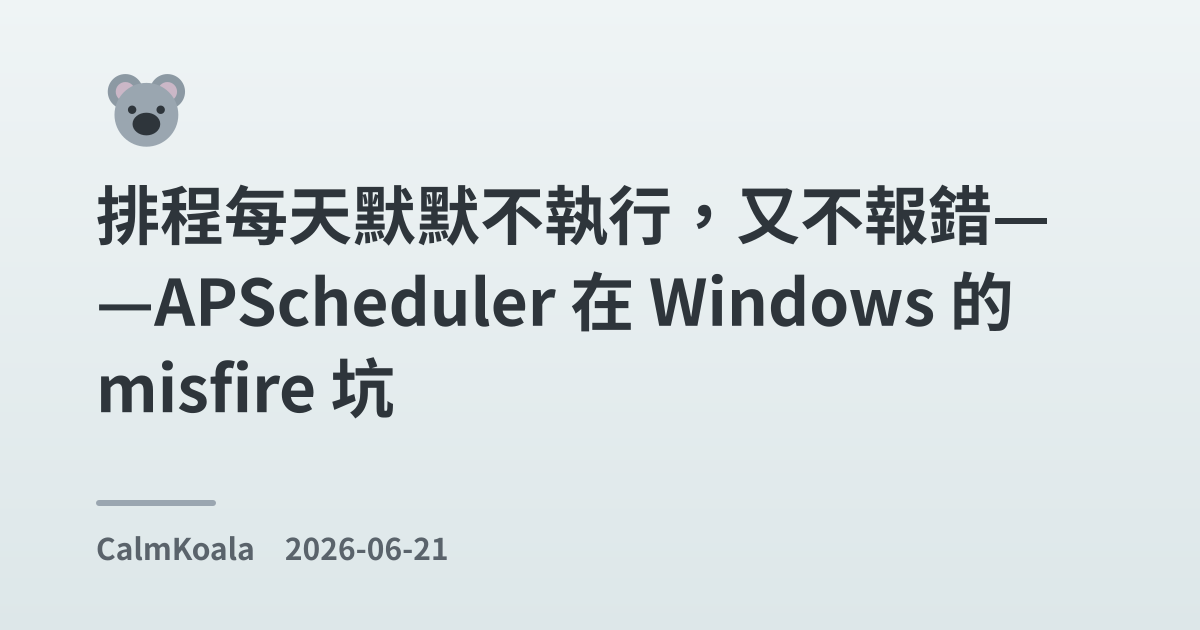 排程每天默默不執行，又不報錯—
—APScheduler 在 Windows 的
misfire 坑
CalmKoala 2026-06-21